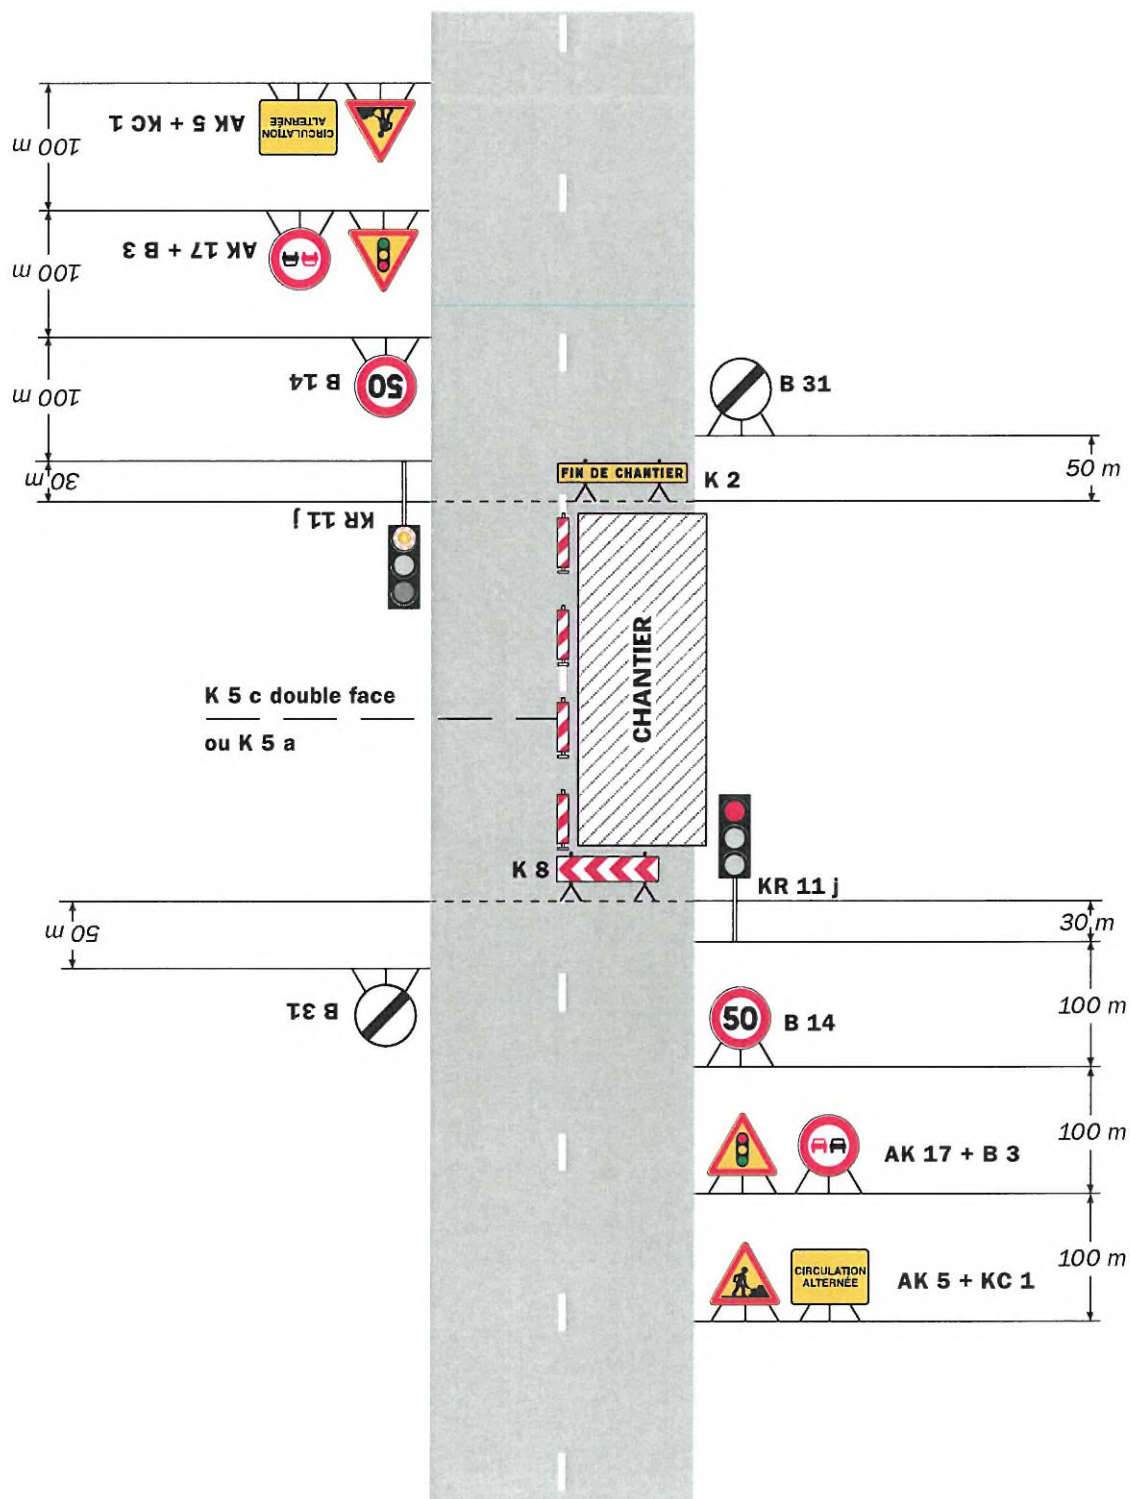 100 m
AK 5 + KC 1
CIRCULATION
ALTERNÉE
100 m
AK 17 + B 3
100 m
B 14
50
B 31
30 m
50 m
FIN DE CHANTIER
K 2
KR 11 j
CHANTIER
K 5 c double face
ou K 5 a
K 8
KR 11 j
30 m
50 m
B 31
50
B 14
100 m
AK 17 + B 3
100 m
CIRCULATION
ALTERNÉE
AK 5 + KC 1
100 m